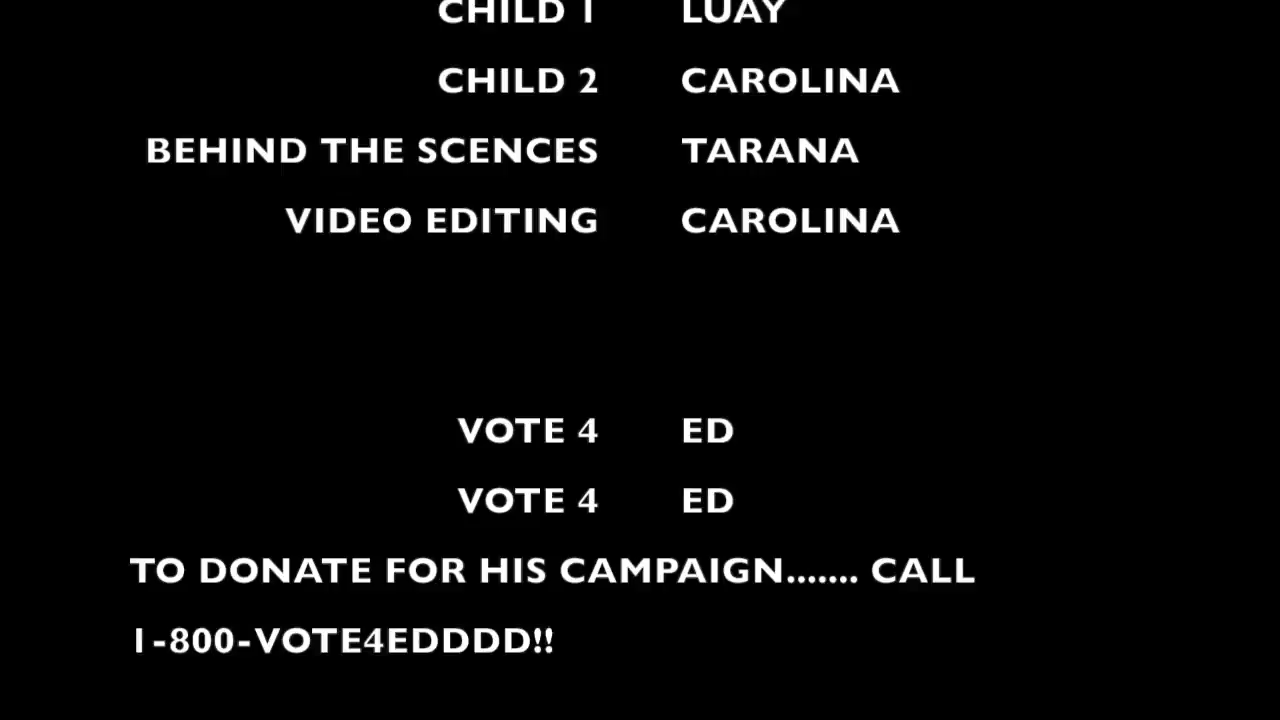 CHILD 1 LUAY
CHILD 2 CAROLINA
BEHIND THE SCENCES TARANA
VIDEO EDITING CAROLINA
VOTE 4 ED
VOTE 4 ED
TO DONATE FOR HIS CAMPAIGN....... CALL
1-800-VOTE4EDDDD!!